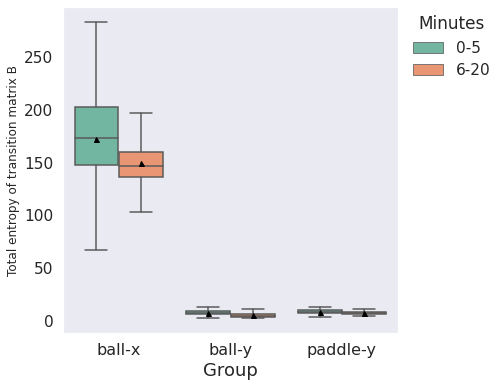 Minutes
0-5
6-20
Total entropy of transition matrix B
250
200
150
100
50
0
ball-x ball-y paddle-y
Group